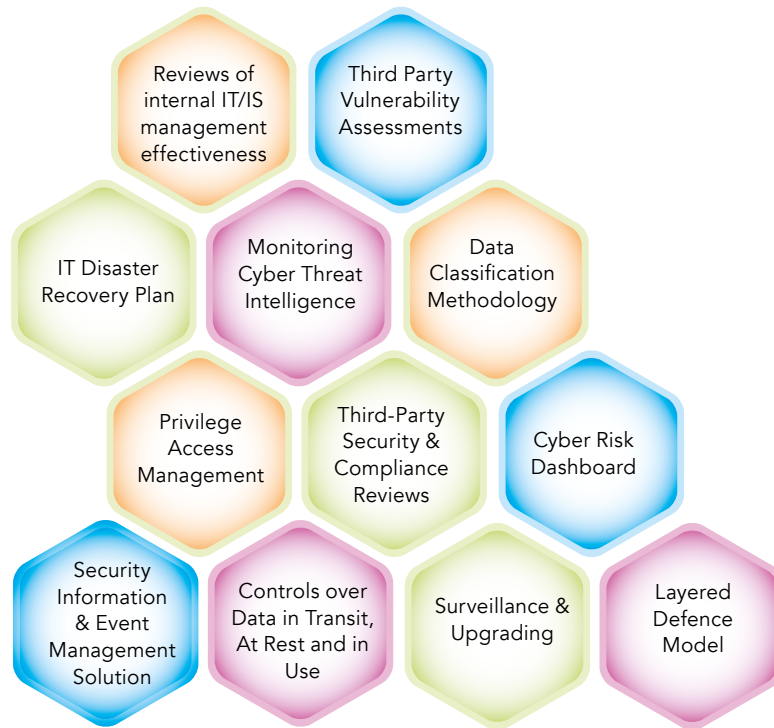 Reviews of
internal IT/IS
management
effectiveness
Third Party
Vulnerability
Assessments
IT Disaster
Recovery Plan
Monitoring
Cyber Threat
Intelligence
Data
Classification
Methodology
Privilege
Access
Management
Third-Party
Security &
Compliance
Reviews
Cyber Risk
Dashboard
Security
Information
& Event
Management
Solution
Controls over
Data in Transit,
At Rest and in
Use
Surveillance &
Upgrading
Layered
Defence
Model